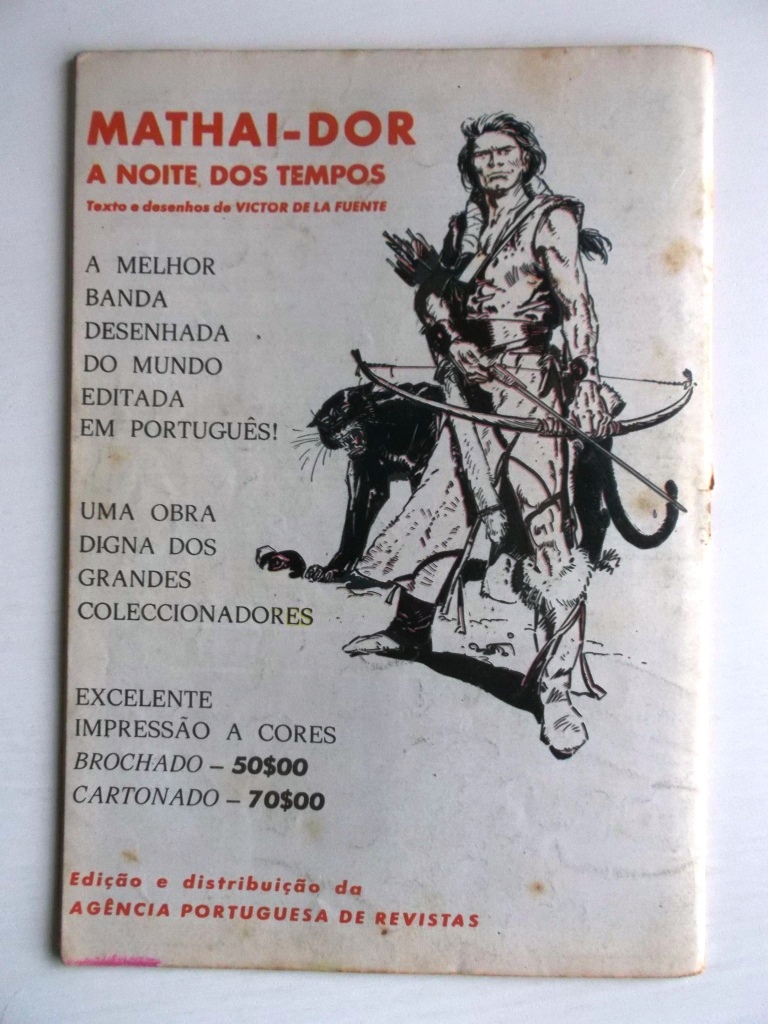 MATHAI-DOR
A NOITE DOS TEMPOS
Texto e desenhos de VICTOR DE LA FUENTE
A MELHOR
BANDA
DESENHADA
DO MUNDO
EDITADA
EM PORTUGUÊS!
UMA OBRA
DIGNA DOS
GRANDES
COLECCIONADORES
EXCELENTE
IMPRESSÃO A CORES
BROCHADO – 50$00
CARTONADO – 70$00
Edição e distribuição da
AGÊNCIA PORTUGUESA DE REVISTAS